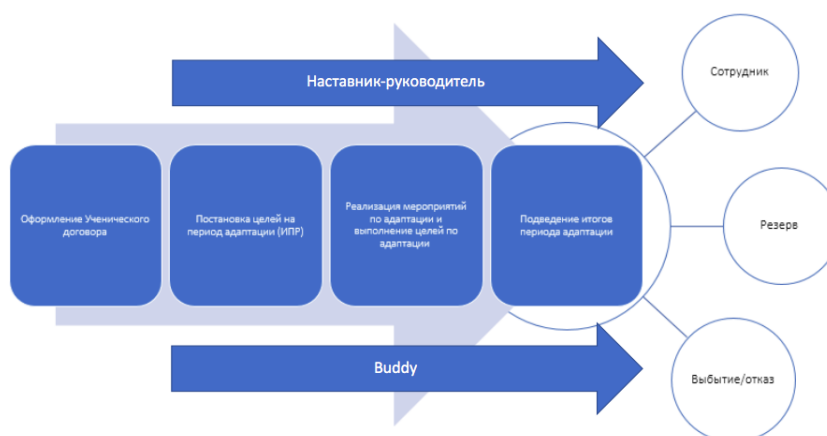 Наставник-руководитель
Сотрудник
Оформление Ученического
договора
Постановка целей на
период адаптации (ИПР)
Реализация мероприятий
по адаптации и
выполнение целей по
адаптации
Подведение итогов
периода адаптации
Резерв
Buddy
Выбытие/отказ